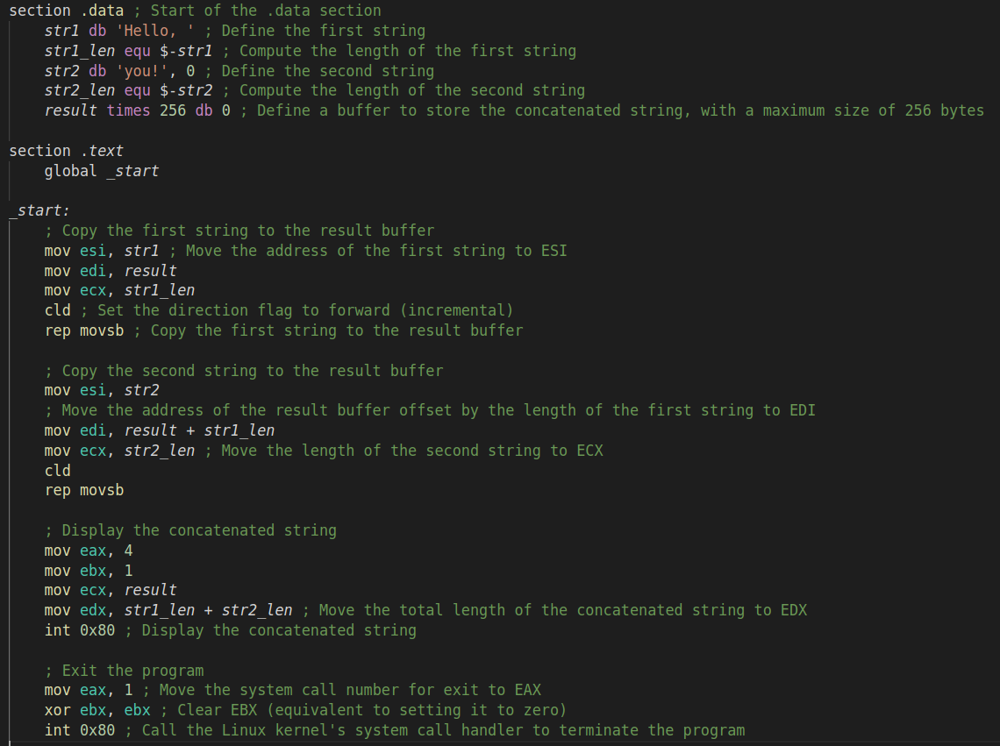 section .data ; Start of the .data section
    str1 db 'Hello, ' ; Define the first string
    str1_len equ $-str1 ; Compute the length of the first string
    str2 db 'you!', 0 ; Define the second string
    str2_len equ $-str2 ; Compute the length of the second string
    result times 256 db 0 ; Define a buffer to store the concatenated string, with a maximum size of 256 bytes

section .text
    global _start

_start:
    ; Copy the first string to the result buffer
    mov esi, str1 ; Move the address of the first string to ESI
    mov edi, result
    mov ecx, str1_len
    cld ; Set the direction flag to forward (incremental)
    rep movsb ; Copy the first string to the result buffer

    ; Copy the second string to the result buffer
    mov esi, str2
    ; Move the address of the result buffer offset by the length of the first string to EDI
    mov edi, result + str1_len
    mov ecx, str2_len ; Move the length of the second string to ECX
    cld
    rep movsb

    ; Display the concatenated string
    mov eax, 4
    mov ebx, 1
    mov ecx, result
    mov edx, str1_len + str2_len ; Move the total length of the concatenated string to EDX
    int 0x80 ; Display the concatenated string

    ; Exit the program
    mov eax, 1 ; Move the system call number for exit to EAX
    xor ebx, ebx ; Clear EBX (equivalent to setting it to zero)
    int 0x80 ; Call the Linux kernel's system call handler to terminate the program